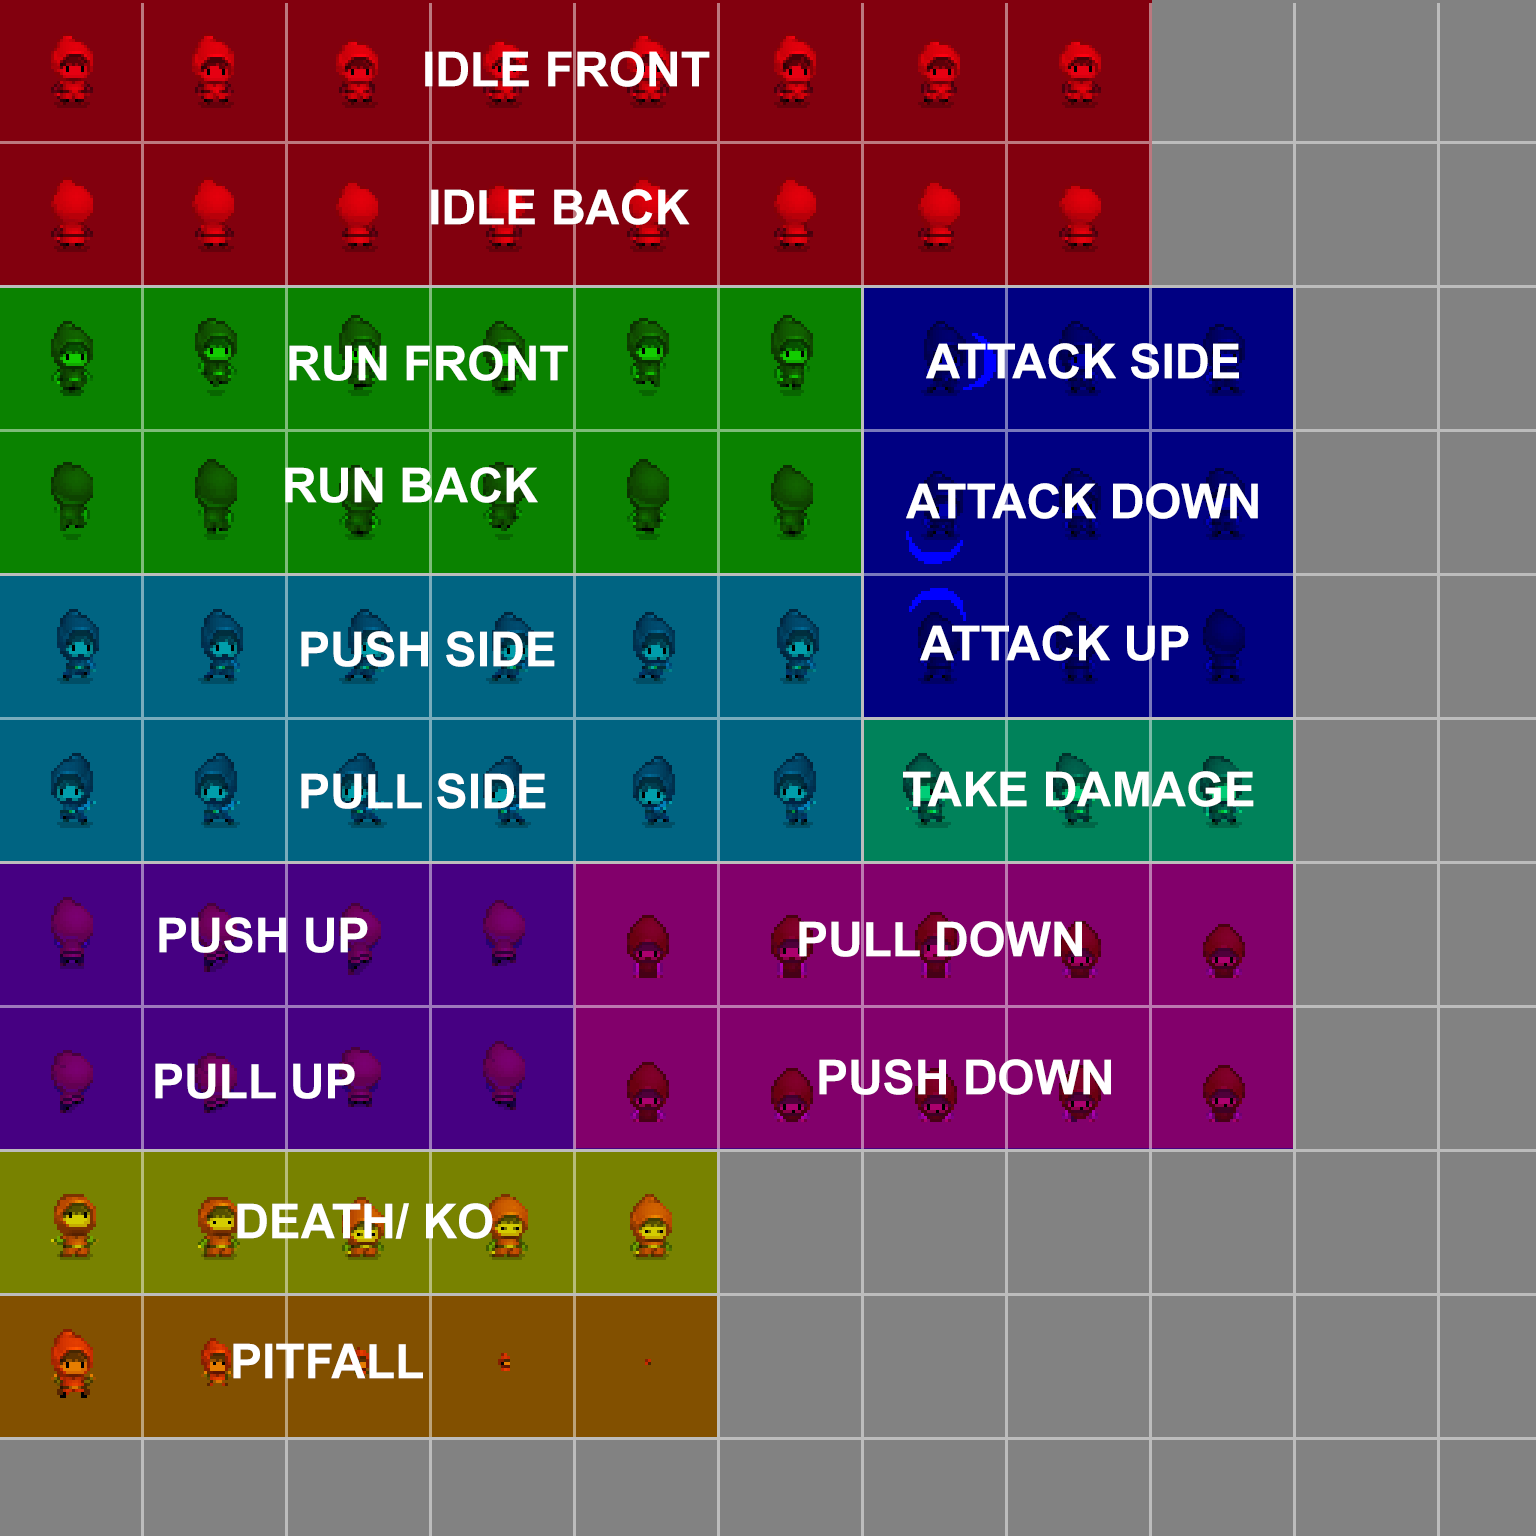 IDLE FRONT
IDLE BACK
RUN FRONT
ATTACK SIDE
RUN BACK
ATTACK DOWN
PUSH SIDE
ATTACK UP
PULL SIDE
TAKE DAMAGE
PUSH UP
PULL DOWN
PULL UP
PUSH DOWN
DEATH/ KO
PITFALL